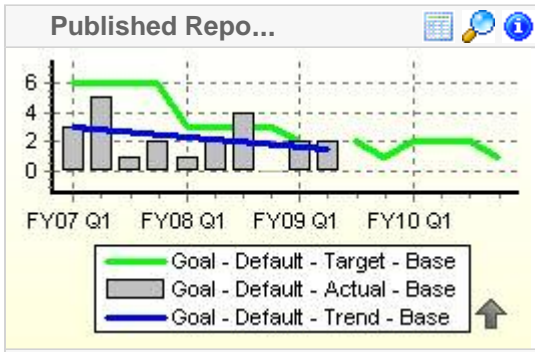 Published Repo...
6
4
2
0
FY07 Q1 FY08 Q1 FY09 Q1 FY10 Q1
Goal - Default - Target - Base
Goal - Default - Actual - Base
Goal - Default - Trend - Base